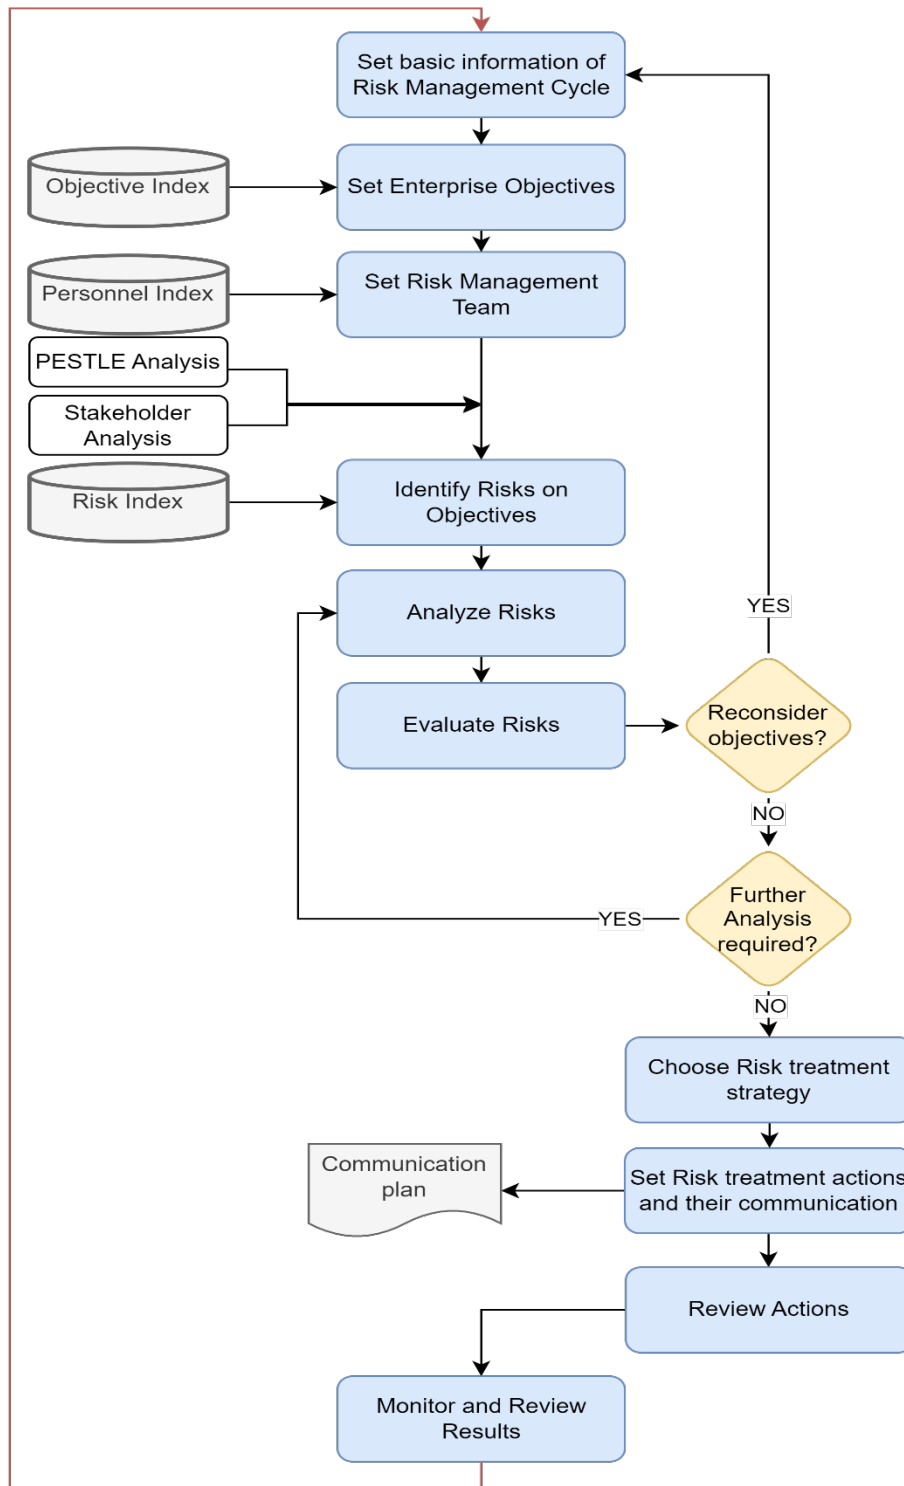 Set basic information of
Risk Management Cycle
Objective Index
Set Enterprise Objectives
Personnel Index
Set Risk Management
Team
PESTLE Analysis
Stakeholder
Analysis
Risk Index
Identify Risks on
Objectives
Analyze Risks
YES
Evaluate Risks
Reconsider
objectives?
NO
Further
Analysis
required?
YES
NO
Choose Risk treatment
strategy
Communication
plan
Set Risk treatment actions
and their communication
Review Actions
Monitor and Review
Results